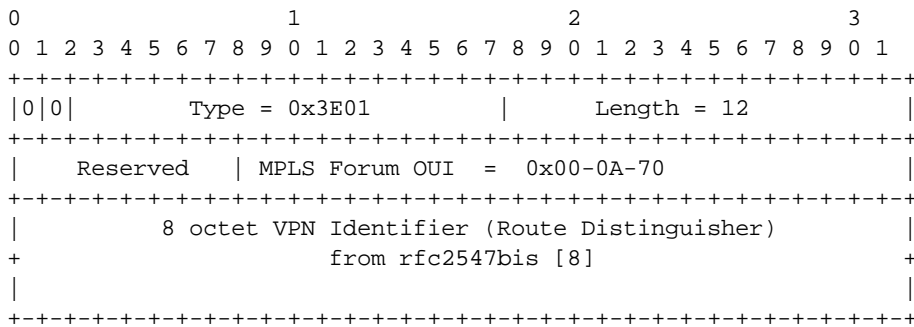 0                   1                   2                   3
0 1 2 3 4 5 6 7 8 9 0 1 2 3 4 5 6 7 8 9 0 1 2 3 4 5 6 7 8 9 0 1
+-+-+-+-+-+-+-+-+-+-+-+-+-+-+-+-+-+-+-+-+-+-+-+-+-+-+-+-+-+-+-+-+
|0|0|        Type = 0x3E01         |      Length = 12          |
+-+-+-+-+-+-+-+-+-+-+-+-+-+-+-+-+-+-+-+-+-+-+-+-+-+-+-+-+-+-+-+-+
|    Reserved   | MPLS Forum OUI  =  0x00-0A-70                 |
+-+-+-+-+-+-+-+-+-+-+-+-+-+-+-+-+-+-+-+-+-+-+-+-+-+-+-+-+-+-+-+-+
|          8 octet VPN Identifier (Route Distinguisher)         |
+                      from rfc2547bis [8]                      +
|                                                               |
+-+-+-+-+-+-+-+-+-+-+-+-+-+-+-+-+-+-+-+-+-+-+-+-+-+-+-+-+-+-+-+-+